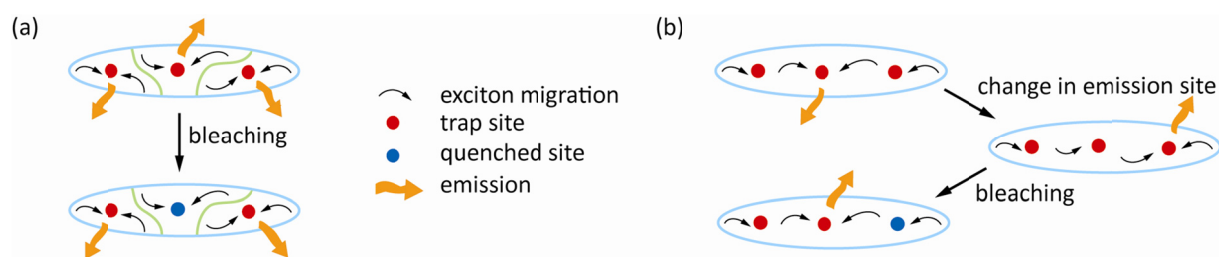 (a)
bleaching
exciton migration
trap site
quenched site
emission
(b)
change in emission site
bleaching